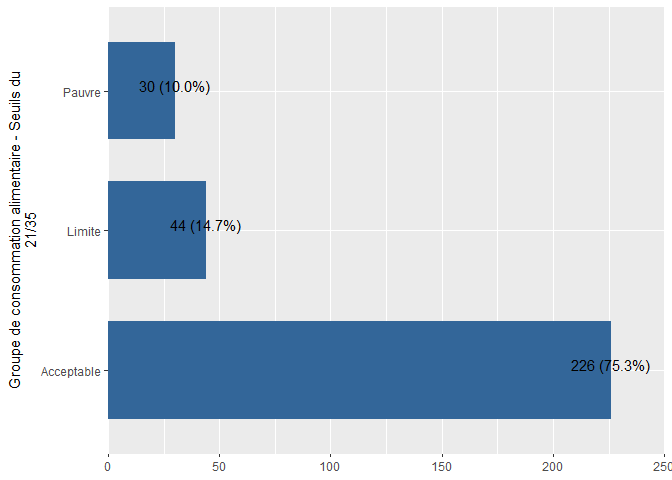 Groupe de consommation alimentaire - Seuils du
21/35
Pauvre
30 (10.0%)
Limite
44 (14.7%)
Acceptable
226 (75.3%)
0
50
100
150
200
250